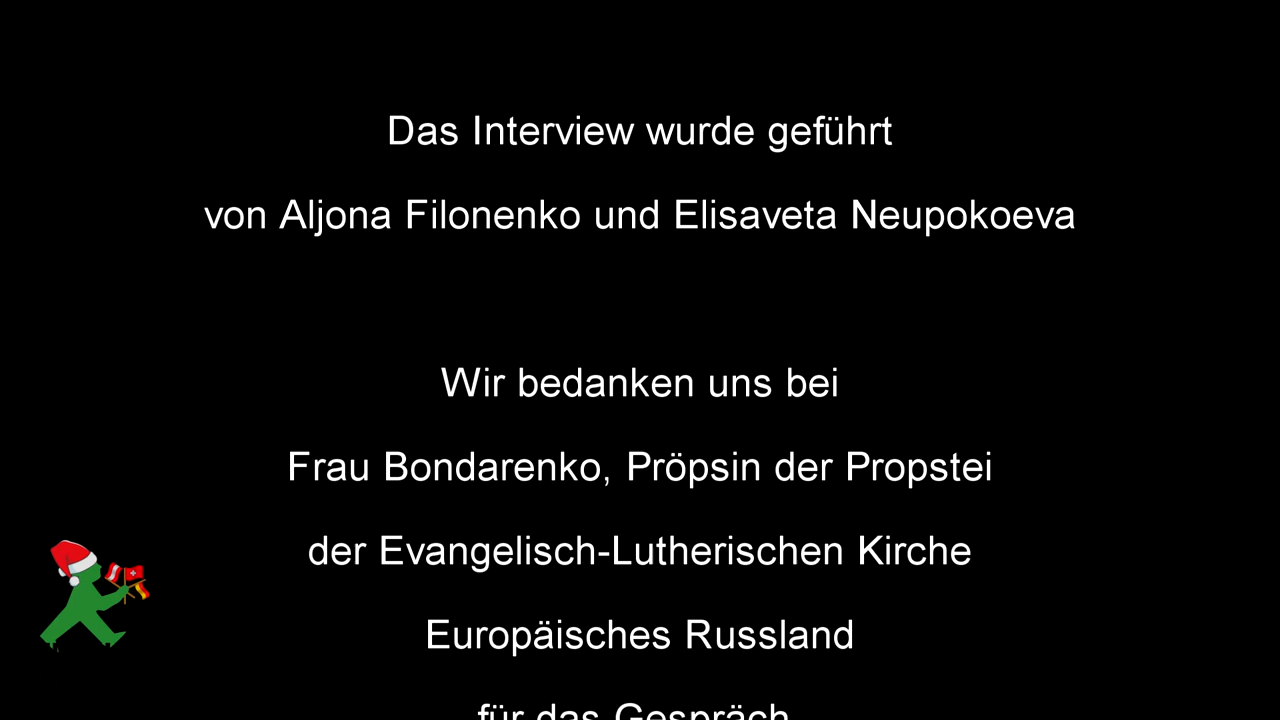 Das Interview wurde geführt
von Aljona Filonenko und Elisaveta Neupokoeva
Wir bedanken uns bei
Frau Bondarenko, Pröpsin der Propstei
der Evangelisch-Lutherischen Kirche
Europäisches Russland
für das Gespräch